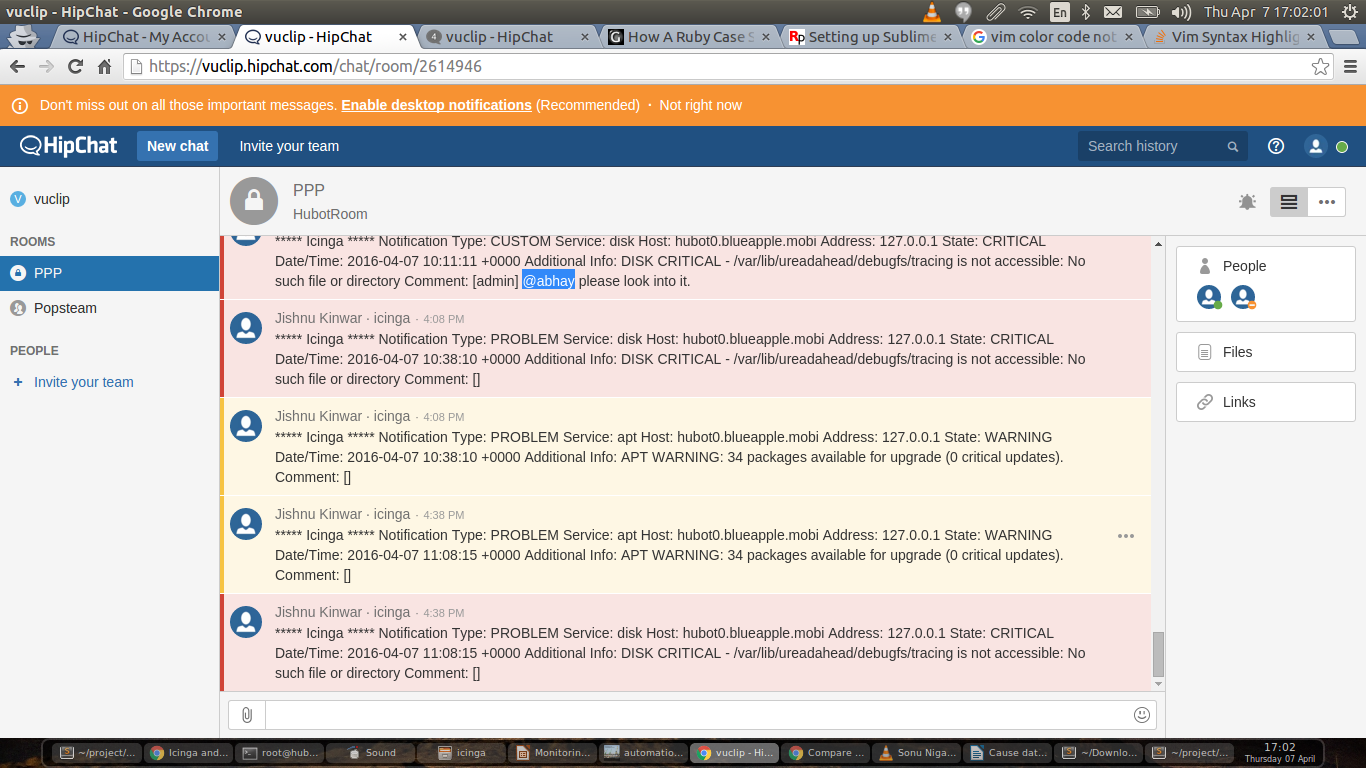 vuclip - HipChat - Google Chrome
En
Thu Apr 7 17:02:01
HipChat - My Accou
vuclip - HipChat
4 vuclip - HipChat
How A Ruby Case S
Rp Setting up Sublime
vim color code not
Vim Syntax Highlig
https://vuclip.hipchat.com/chat/room/2614946
Don't miss out on all those important messages. Enable desktop notifications (Recommended) · Not right now
HipChat
New chat
Invite your team
Search history
V vuclip
ROOMS
PPP
Popsteam
PEOPLE
+ Invite your team
PPP
HubotRoom
***** Icinga ***** Notification Type: CUSTOM Service: disk Host: hubot0.blueapple.mobi Address: 127.0.0.1 State: CRITICAL
Date/Time: 2016-04-07 10:11:11 +0000 Additional Info: DISK CRITICAL - /var/lib/ureadahead/debugfs/tracing is not accessible: No
such file or directory Comment: [admin] @abhay please look into it.
Jishnu Kinwar · icinga · 4:08 PM
***** Icinga ***** Notification Type: PROBLEM Service: disk Host: hubot0.blueapple.mobi Address: 127.0.0.1 State: CRITICAL
Date/Time: 2016-04-07 10:38:10 +0000 Additional Info: DISK CRITICAL - /var/lib/ureadahead/debugfs/tracing is not accessible: No
such file or directory Comment: []
Jishnu Kinwar · icinga · 4:08 PM
***** Icinga ***** Notification Type: PROBLEM Service: apt Host: hubot0.blueapple.mobi Address: 127.0.0.1 State: WARNING
Date/Time: 2016-04-07 10:38:10 +0000 Additional Info: APT WARNING: 34 packages available for upgrade (0 critical updates).
Comment: []
Jishnu Kinwar · icinga · 4:38 PM
***** Icinga ***** Notification Type: PROBLEM Service: apt Host: hubot0.blueapple.mobi Address: 127.0.0.1 State: WARNING
Date/Time: 2016-04-07 11:08:15 +0000 Additional Info: APT WARNING: 34 packages available for upgrade (0 critical updates).
Comment: []
Jishnu Kinwar · icinga · 4:38 PM
***** Icinga ***** Notification Type: PROBLEM Service: disk Host: hubot0.blueapple.mobi Address: 127.0.0.1 State: CRITICAL
Date/Time: 2016-04-07 11:08:15 +0000 Additional Info: DISK CRITICAL - /var/lib/ureadahead/debugfs/tracing is not accessible: No
such file or directory Comment: []
People
Files
Links
~/project/...
Icinga and...
root@hub...
Sound
icinga
Monitorin...
automatio...
vuclip - Hi...
Compare ...
Sonu Niga...
Cause dat...
~/Downlo...
~/project/...
17:02
Thursday 07 April